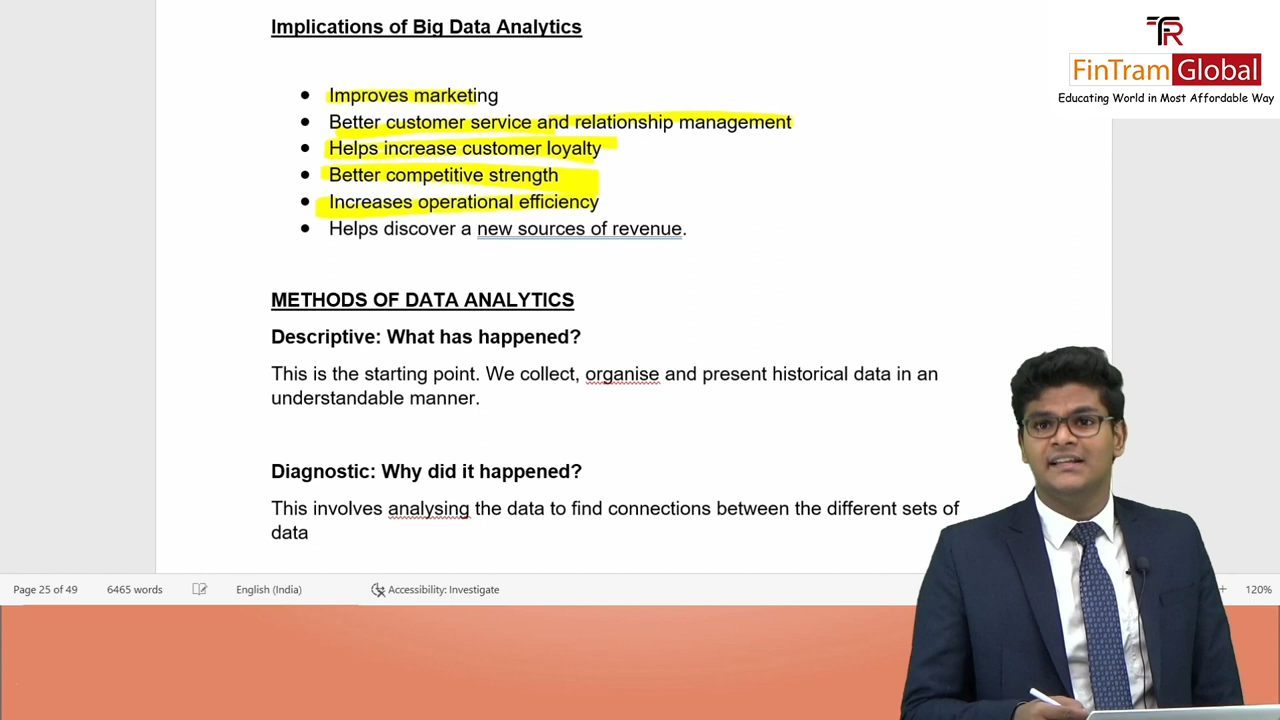 Implications of Big Data Analytics
TR
FinTram Global
Educating World in Most Affordable Way
• Improves marketing
• Better customer service and relationship management
• Helps increase customer loyalty
• Better competitive strength
• Increases operational efficiency
• Helps discover a new sources of revenue.
METHODS OF DATA ANALYTICS
Descriptive: What has happened?
This is the starting point. We collect, organise and present historical data in an
understandable manner.
Diagnostic: Why did it happened?
This involves analysing the data to find connections between the different sets of
data
Page 25 of 49 6465 words English (India) Accessibility: Investigate + 120%